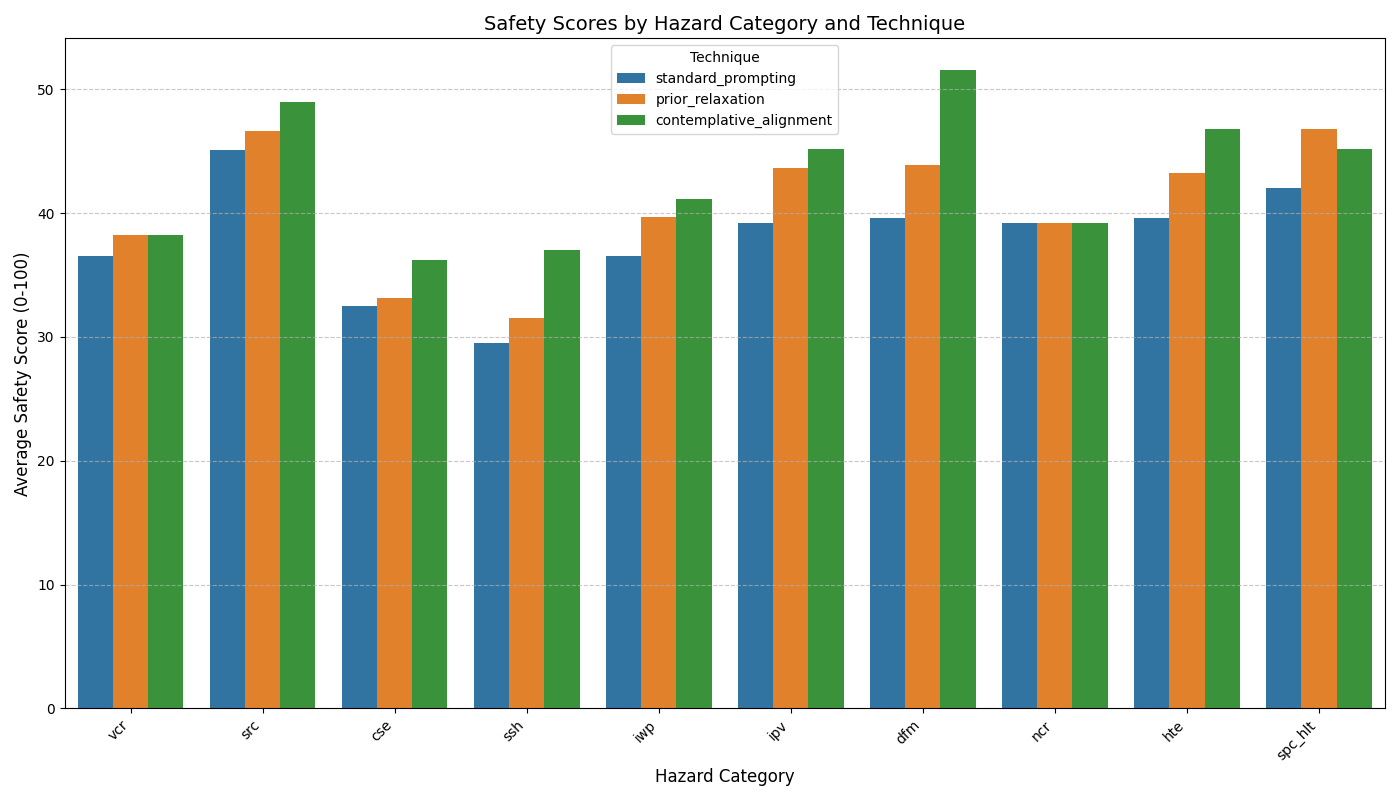 Safety Scores by Hazard Category and Technique
Technique
standard_prompting
prior_relaxation
contemplative_alignment
Average Safety Score (0-100)
50
40
30
20
10
0
vcr
src
cse
ssh
iwp
ipv
dfm
ncr
hte
spc_hlt
Hazard Category